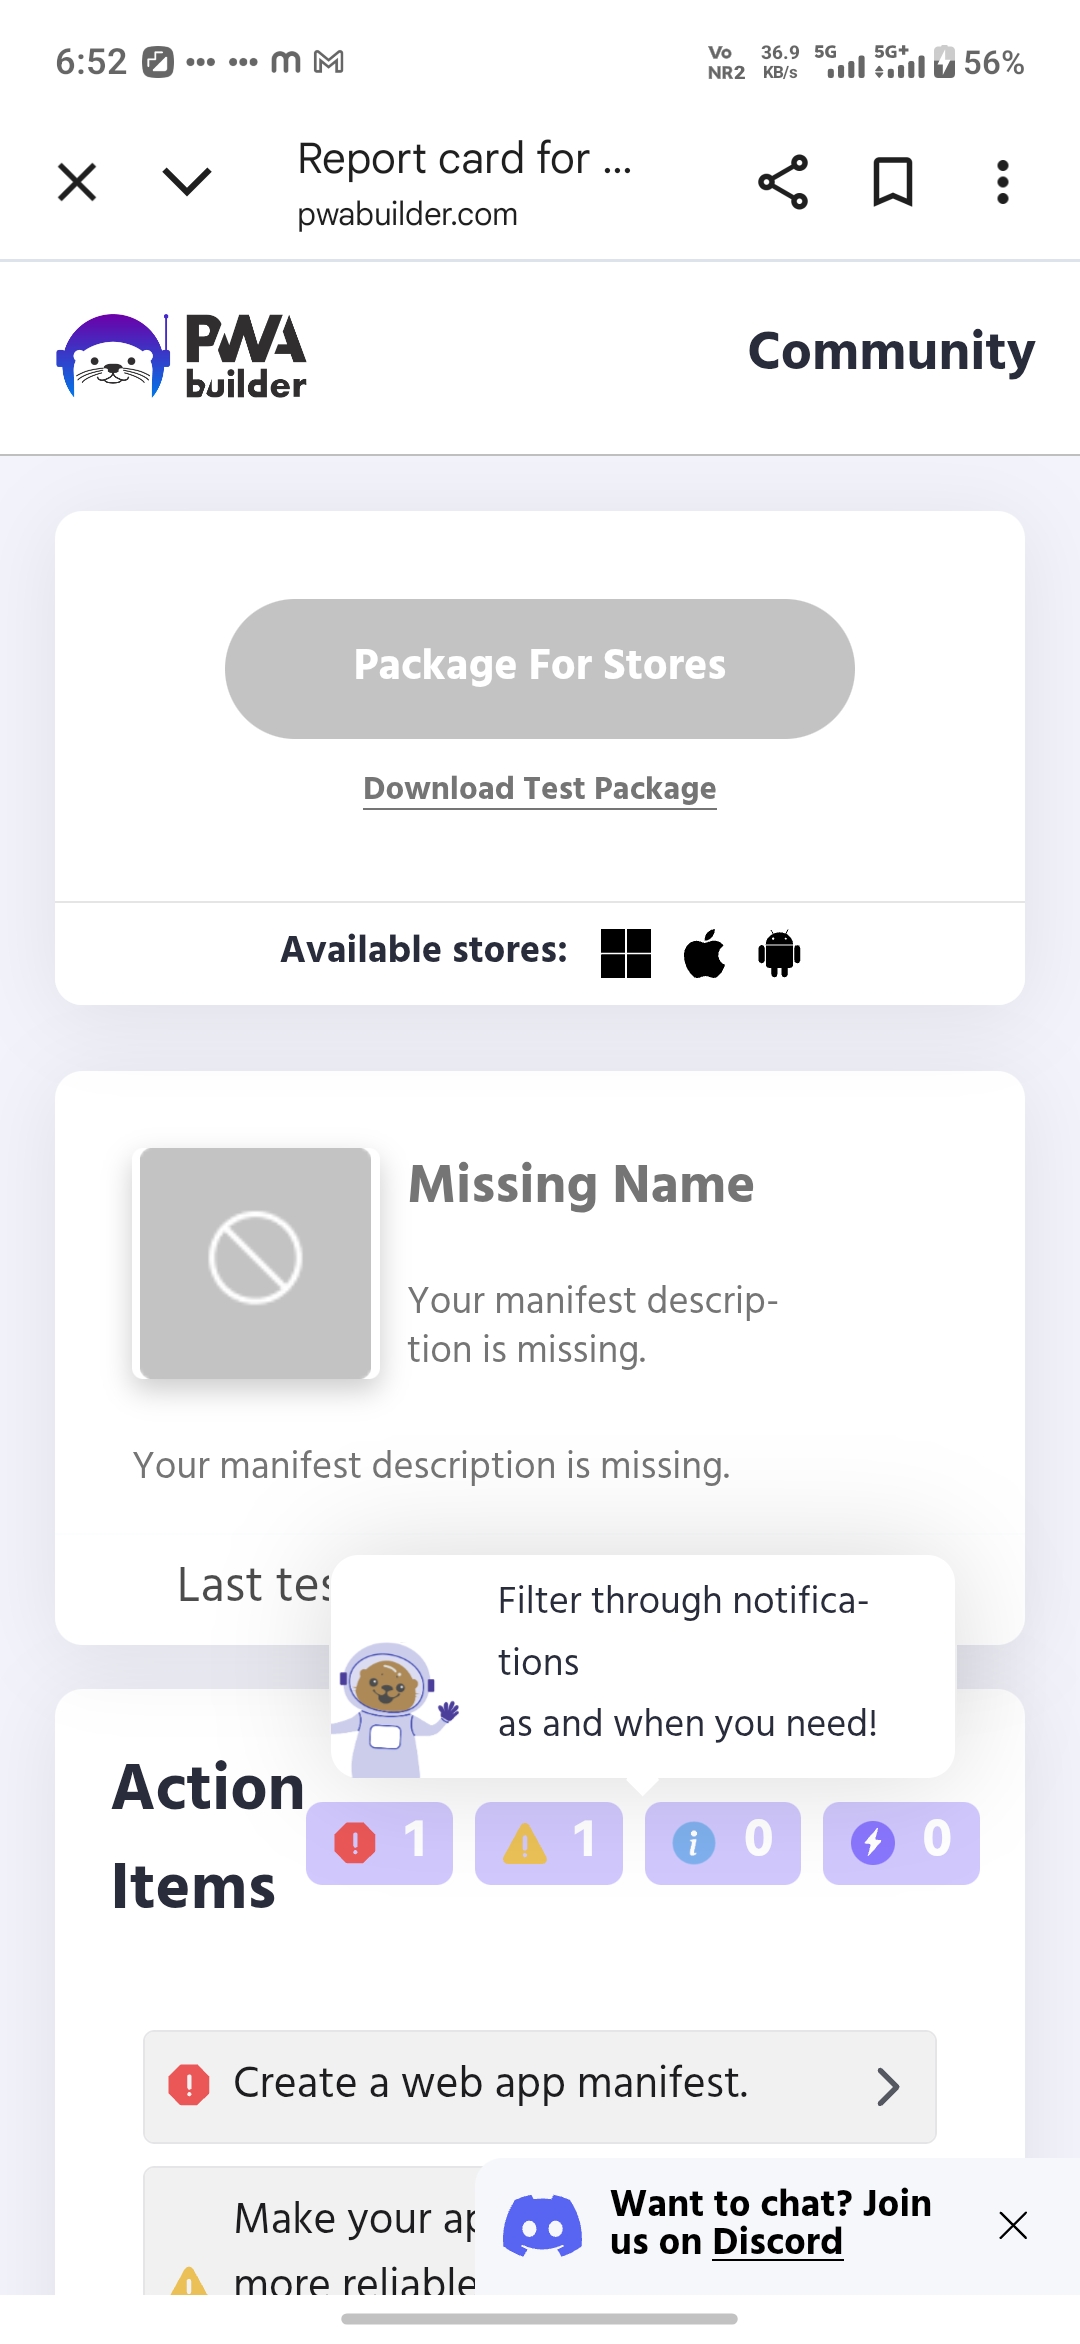 6:52
Vo NR2 36.9 KB/s 5G 5G+ 56%
Report card for ...
pwabuilder.com
PWA
builder
Community
Package For Stores
Download Test Package
Available stores:
Missing Name
Your manifest descrip-
tion is missing.
Your manifest description is missing.
Last tes
Filter through notifica-
tions
as and when you need!
Action
Items
1 1 0 0
Create a web app manifest.
Make your ap
more reliable
Want to chat? Join
us on Discord